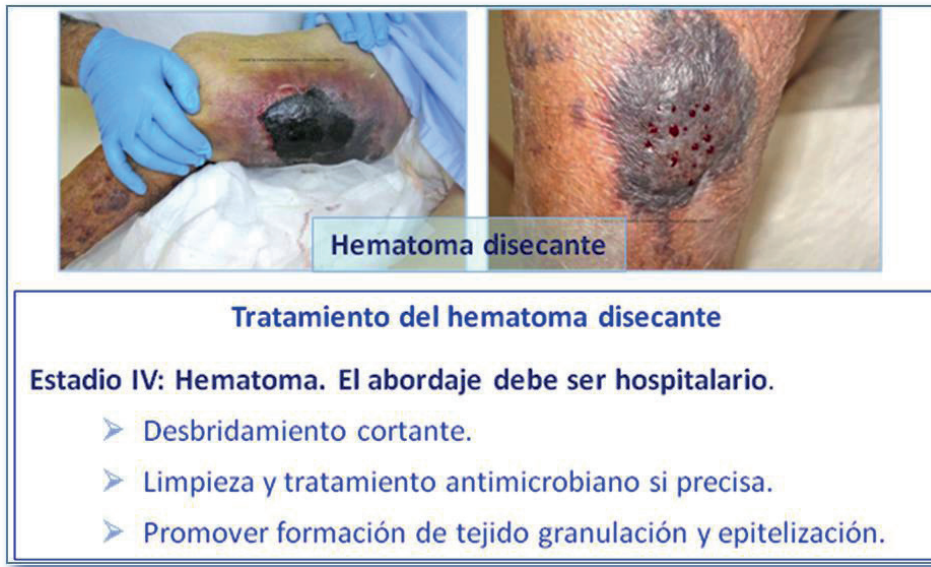 Hematoma disecante
Tratamiento del hematoma disecante
Estadio IV: Hematoma. El abordaje debe ser hospitalario.
➢ Desbridamiento cortante.
➢ Limpieza y tratamiento antimicrobiano si precisa.
➢ Promover formación de tejido granulación y epitelización.